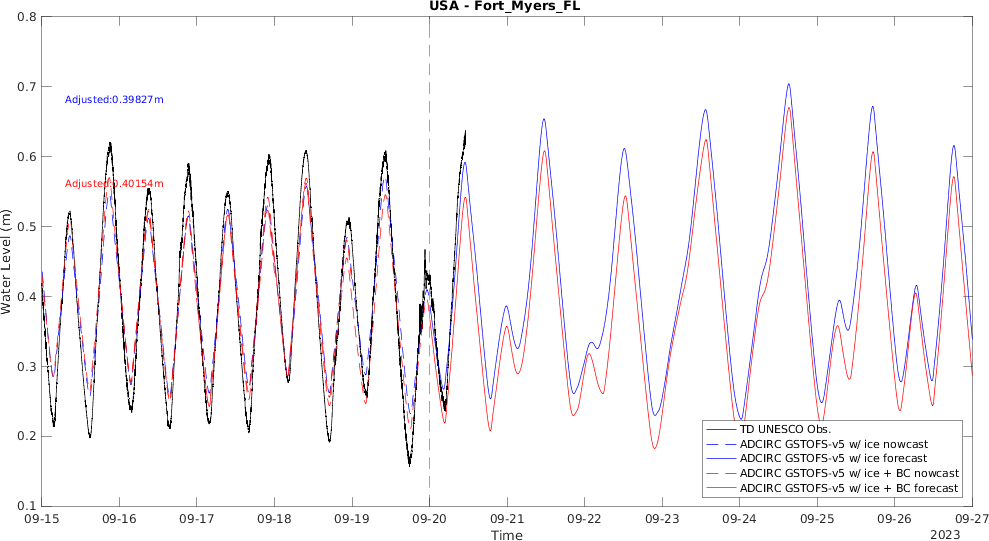 USA - Fort_Myers_FL
0.8
0.7
0.6
0.5
0.4
0.3
0.2
0.1
Water Level (m)
Adjusted:0.39827m
Adjusted:0.40154m
TD UNESCO Obs.
ADCIRC GSTOFS-v5 w/ ice nowcast
ADCIRC GSTOFS-v5 w/ ice forecast
ADCIRC GSTOFS-v5 w/ ice + BC nowcast
ADCIRC GSTOFS-v5 w/ ice + BC forecast
09-15 09-16 09-17 09-18 09-19 09-20 09-21 09-22 09-23 09-24 09-25 09-26 09-27
Time
2023